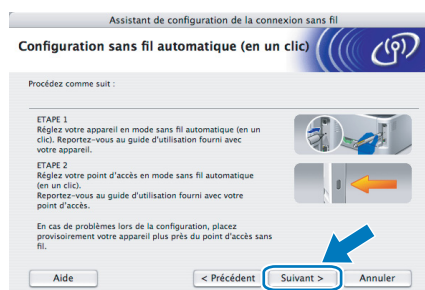 Assistant de configuration de la connexion sans fil
Configuration sans fil automatique (en un clic)
Procédez comme suit :
ETAPE 1
Réglez votre appareil en mode sans fil automatique (en un
clic). Reportez-vous au guide d'utilisation fourni avec
votre appareil.
ETAPE 2
Réglez votre point d'accès en mode sans fil automatique
(en un clic).
Reportez-vous au guide d'utilisation fourni avec votre
point d'accès.
En cas de problèmes lors de la configuration, placez
provisoirement votre appareil plus près du point d'accès sans
fil.
Aide
< Précédent
Suivant >
Annuler